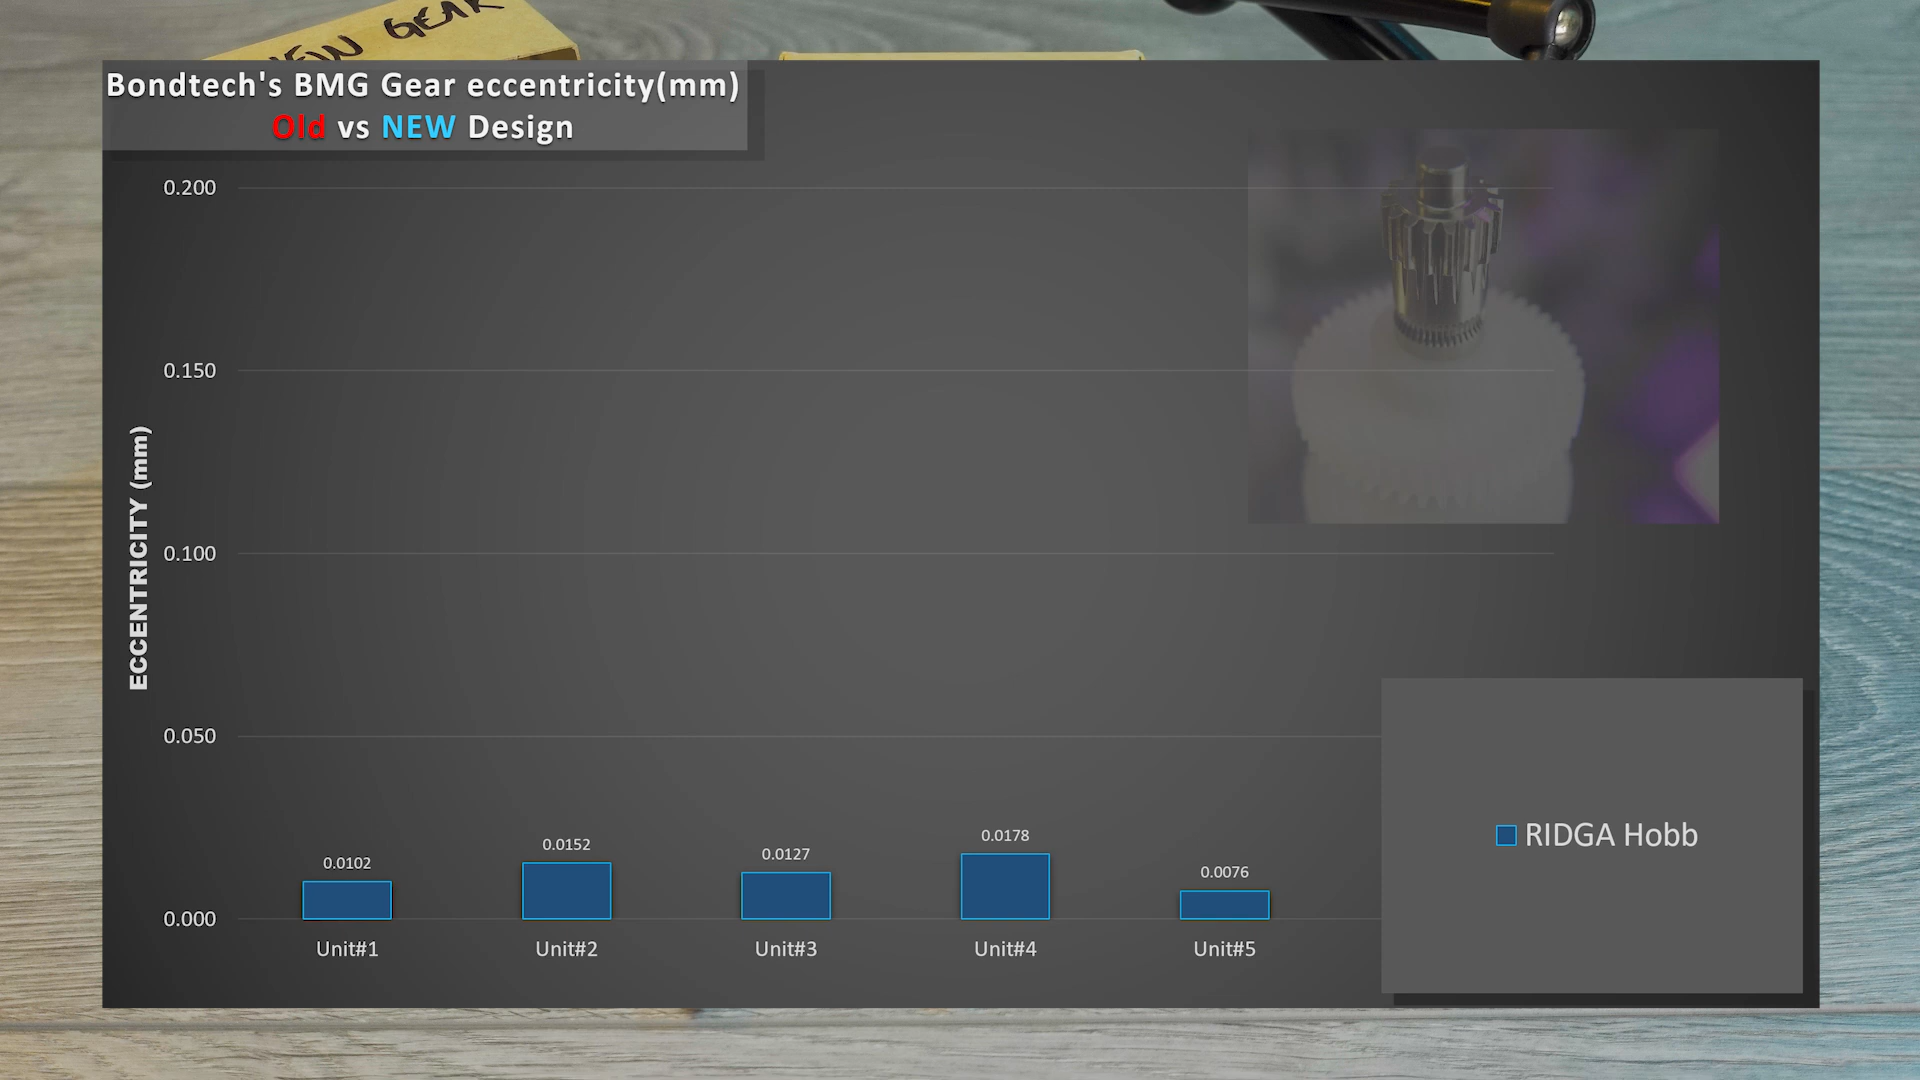 NEW GEAR
Bondtech's BMG Gear eccentricity(mm)
Old vs NEW Design
0.200
0.150
0.100
0.050
0.000
ECCENTRICITY (mm)
0.0102
0.0152
0.0127
0.0178
0.0076
Unit#1
Unit#2
Unit#3
Unit#4
Unit#5
RIDGA Hobb